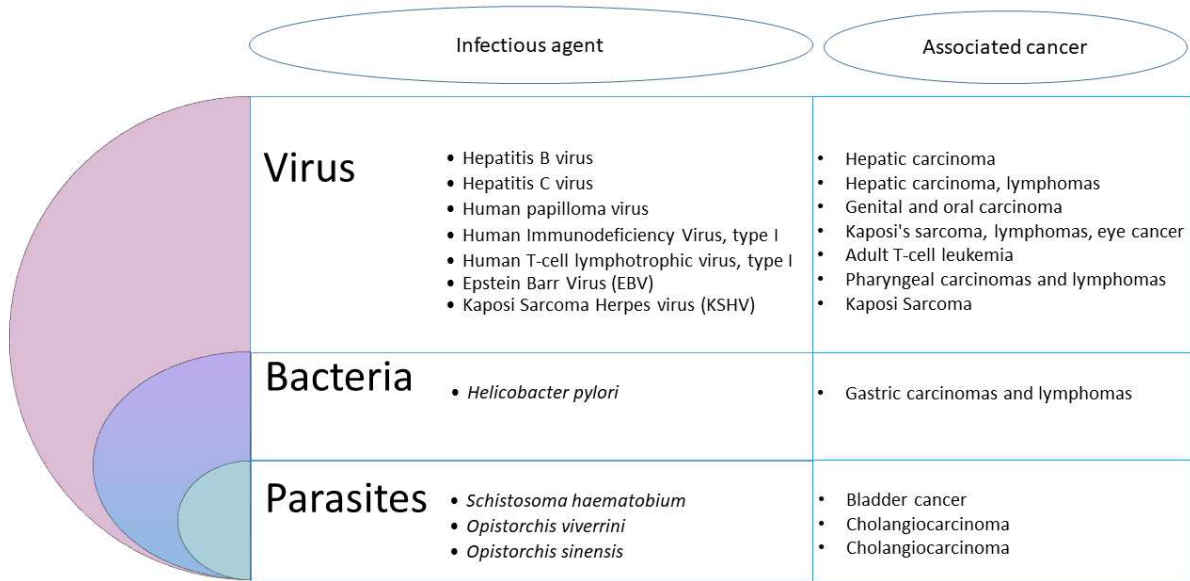 Infectious agent
Associated cancer
Virus
• Hepatitis B virus
• Hepatitis C virus
• Human papilloma virus
• Human Immunodeficiency Virus, type I
• Human T-cell lymphotrophic virus, type I
• Epstein Barr Virus (EBV)
• Kaposi Sarcoma Herpes virus (KSHV)
• Hepatic carcinoma
• Hepatic carcinoma, lymphomas
• Genital and oral carcinoma
• Kaposi's sarcoma, lymphomas, eye cancer
• Adult T-cell leukemia
• Pharyngeal carcinomas and lymphomas
• Kaposi Sarcoma
Bacteria
• Helicobacter pylori
• Gastric carcinomas and lymphomas
Parasites
• Schistosoma haematobium
• Opistorchis viverrini
• Opistorchis sinensis
• Bladder cancer
• Cholangiocarcinoma
• Cholangiocarcinoma